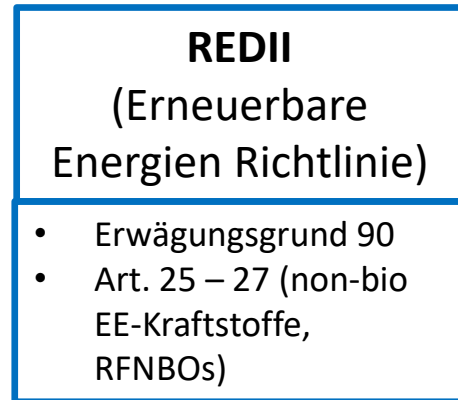 REDII
(Erneuerbare
Energien Richtlinie)
• Erwägungsgrund 90
• Art. 25 – 27 (non-bio
EE-Kraftstoffe,
RFNBOs)